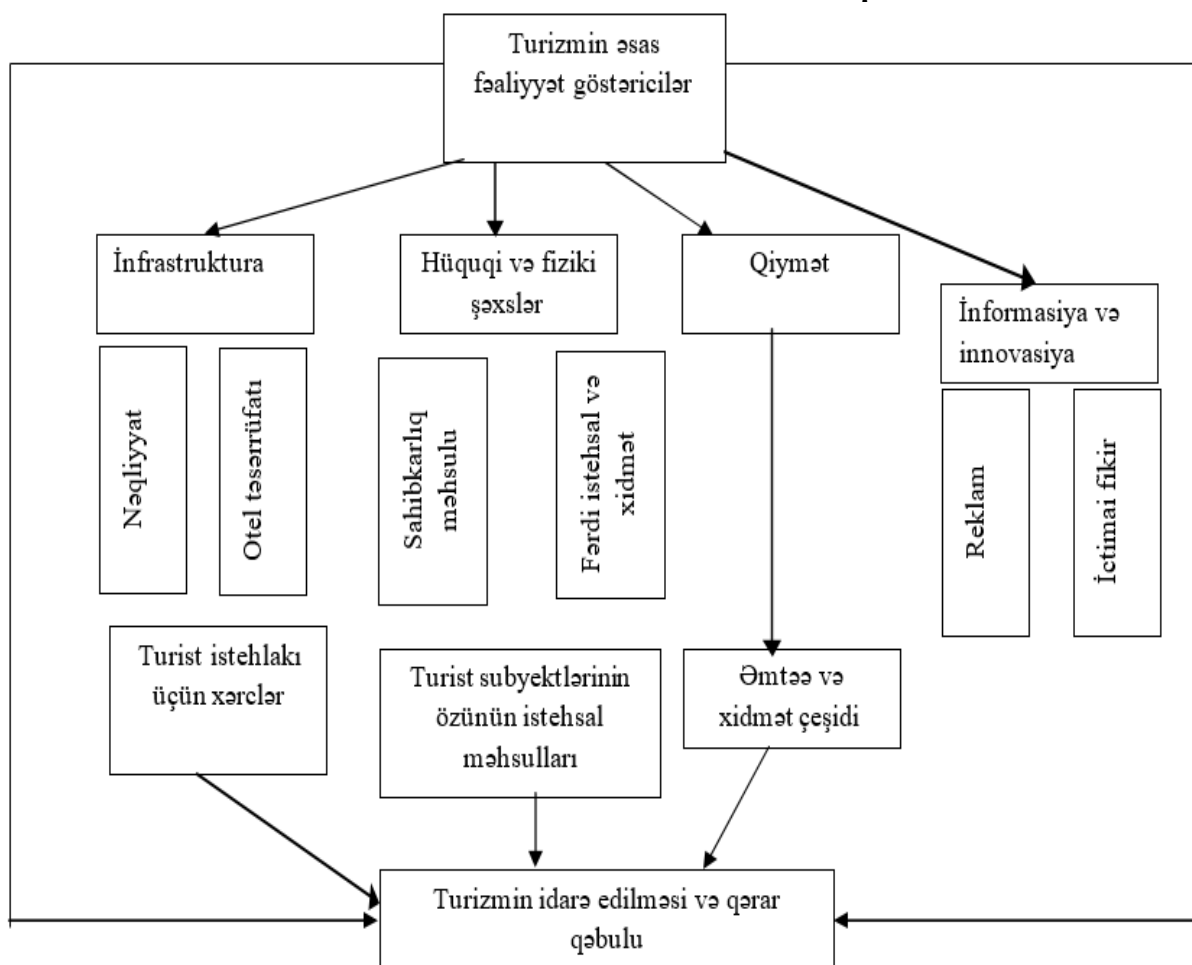 Turizmin əsas
fəaliyyət göstəricilər
İnfrastruktura
Hüquqi və fiziki
şəxslər
Qiymət
İnformasiya və
innovasiya
Nəqliyyat
Otel təsərrüfatı
Sahibkarlıq
məhsulu
Fərdi istehsal və
xidmət
Reklam
İctimai fikir
Turist istehlakı
üçün xərclər
Turist subyektlərinin
özünün istehsal
məhsulları
Əmtəə və
xidmət çeşidi
Turizmin idarə edilməsi və qərar
qəbulu